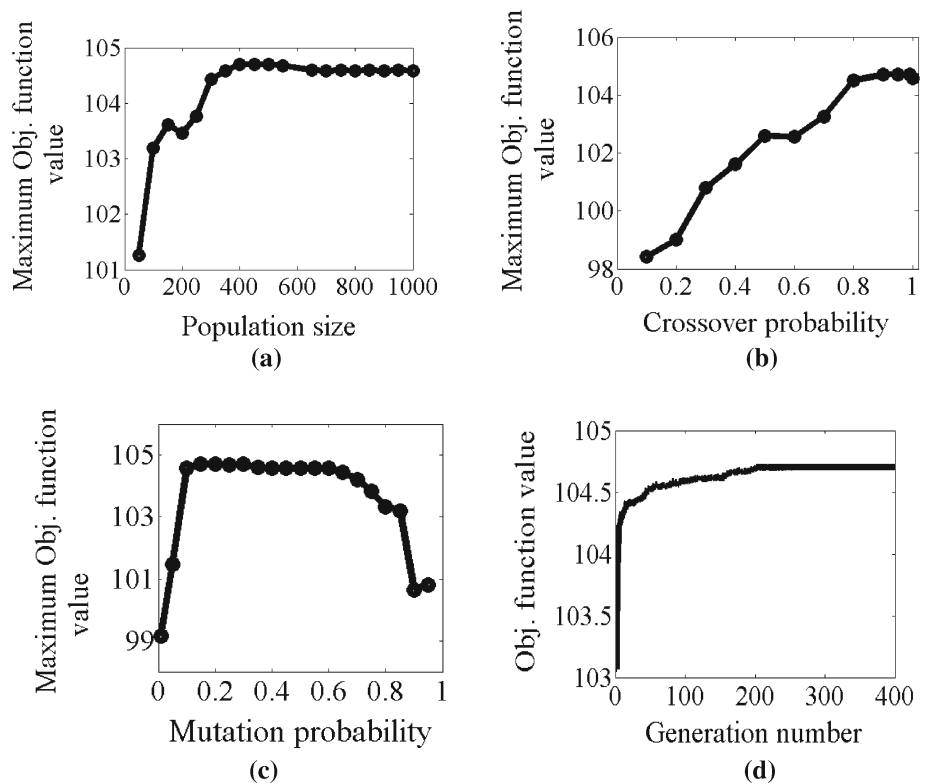 Maximum Obj. function
value
105
104
103
102
101
0 200 400 600 800 1000
Population size
(a)
Maximum Obj. function
value
106
104
102
100
98
0 0.2 0.4 0.6 0.8 1
Crossover probability
(b)
Maximum Obj. function
value
105
103
101
99
0 0.2 0.4 0.6 0.8 1
Mutation probability
(c)
Obj. function value
105
104.5
104
103.5
103
0 100 200 300 400
Generation number
(d)